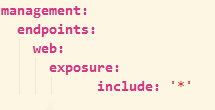 management:
  endpoints:
    web:
      exposure:
            include: '*'